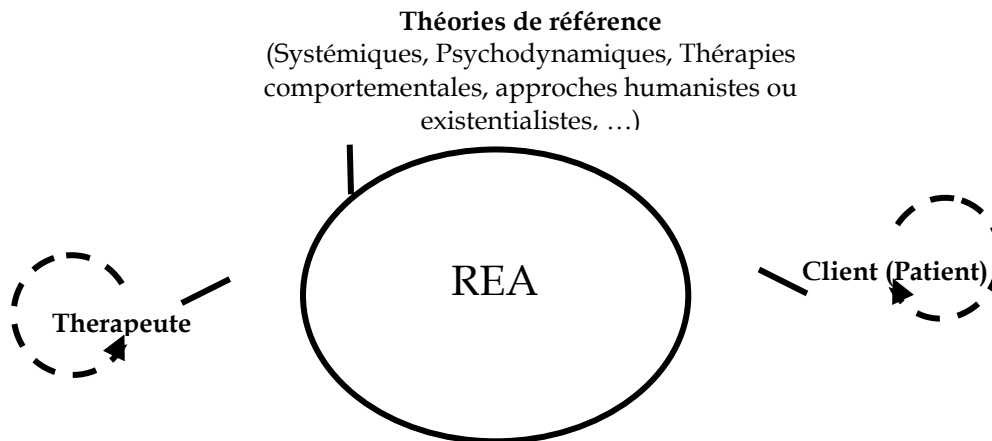 Théories de référence
(Systémiques, Psychodynamiques, Thérapies
comportementales, approches humanistes ou
existentialistes, …)
REA
Client (Patient)
Therapeute